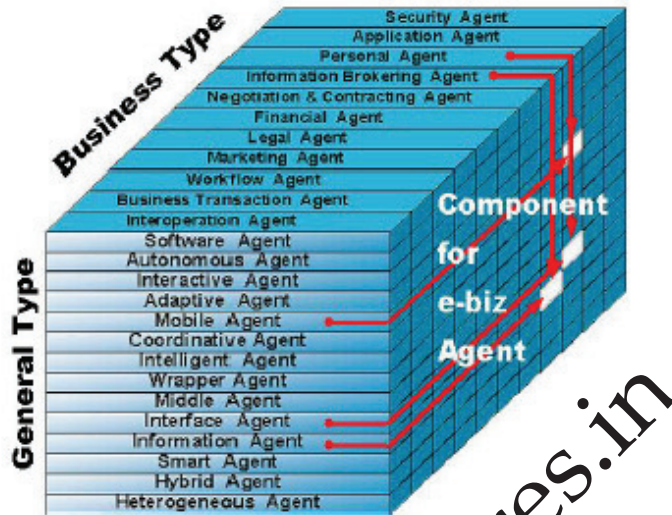 Business Type
Security Agent
Application Agent
Personal Agent
Information Brokering Agent
Negotiation & Contracting Agent
Financial Agent
Legal Agent
Marketing Agent
Workflow Agent
Business Transaction Agent
Interoperation Agent
General Type
Software Agent
Autonomous Agent
Interactive Agent
Adaptive Agent
Mobile Agent
Coordinative Agent
Intelligent Agent
Wrapper Agent
Middle Agent
Interface Agent
Information Agent
Smart Agent
Hybrid Agent
Heterogeneous Agent
Component
for
e-biz
Agent
es.in